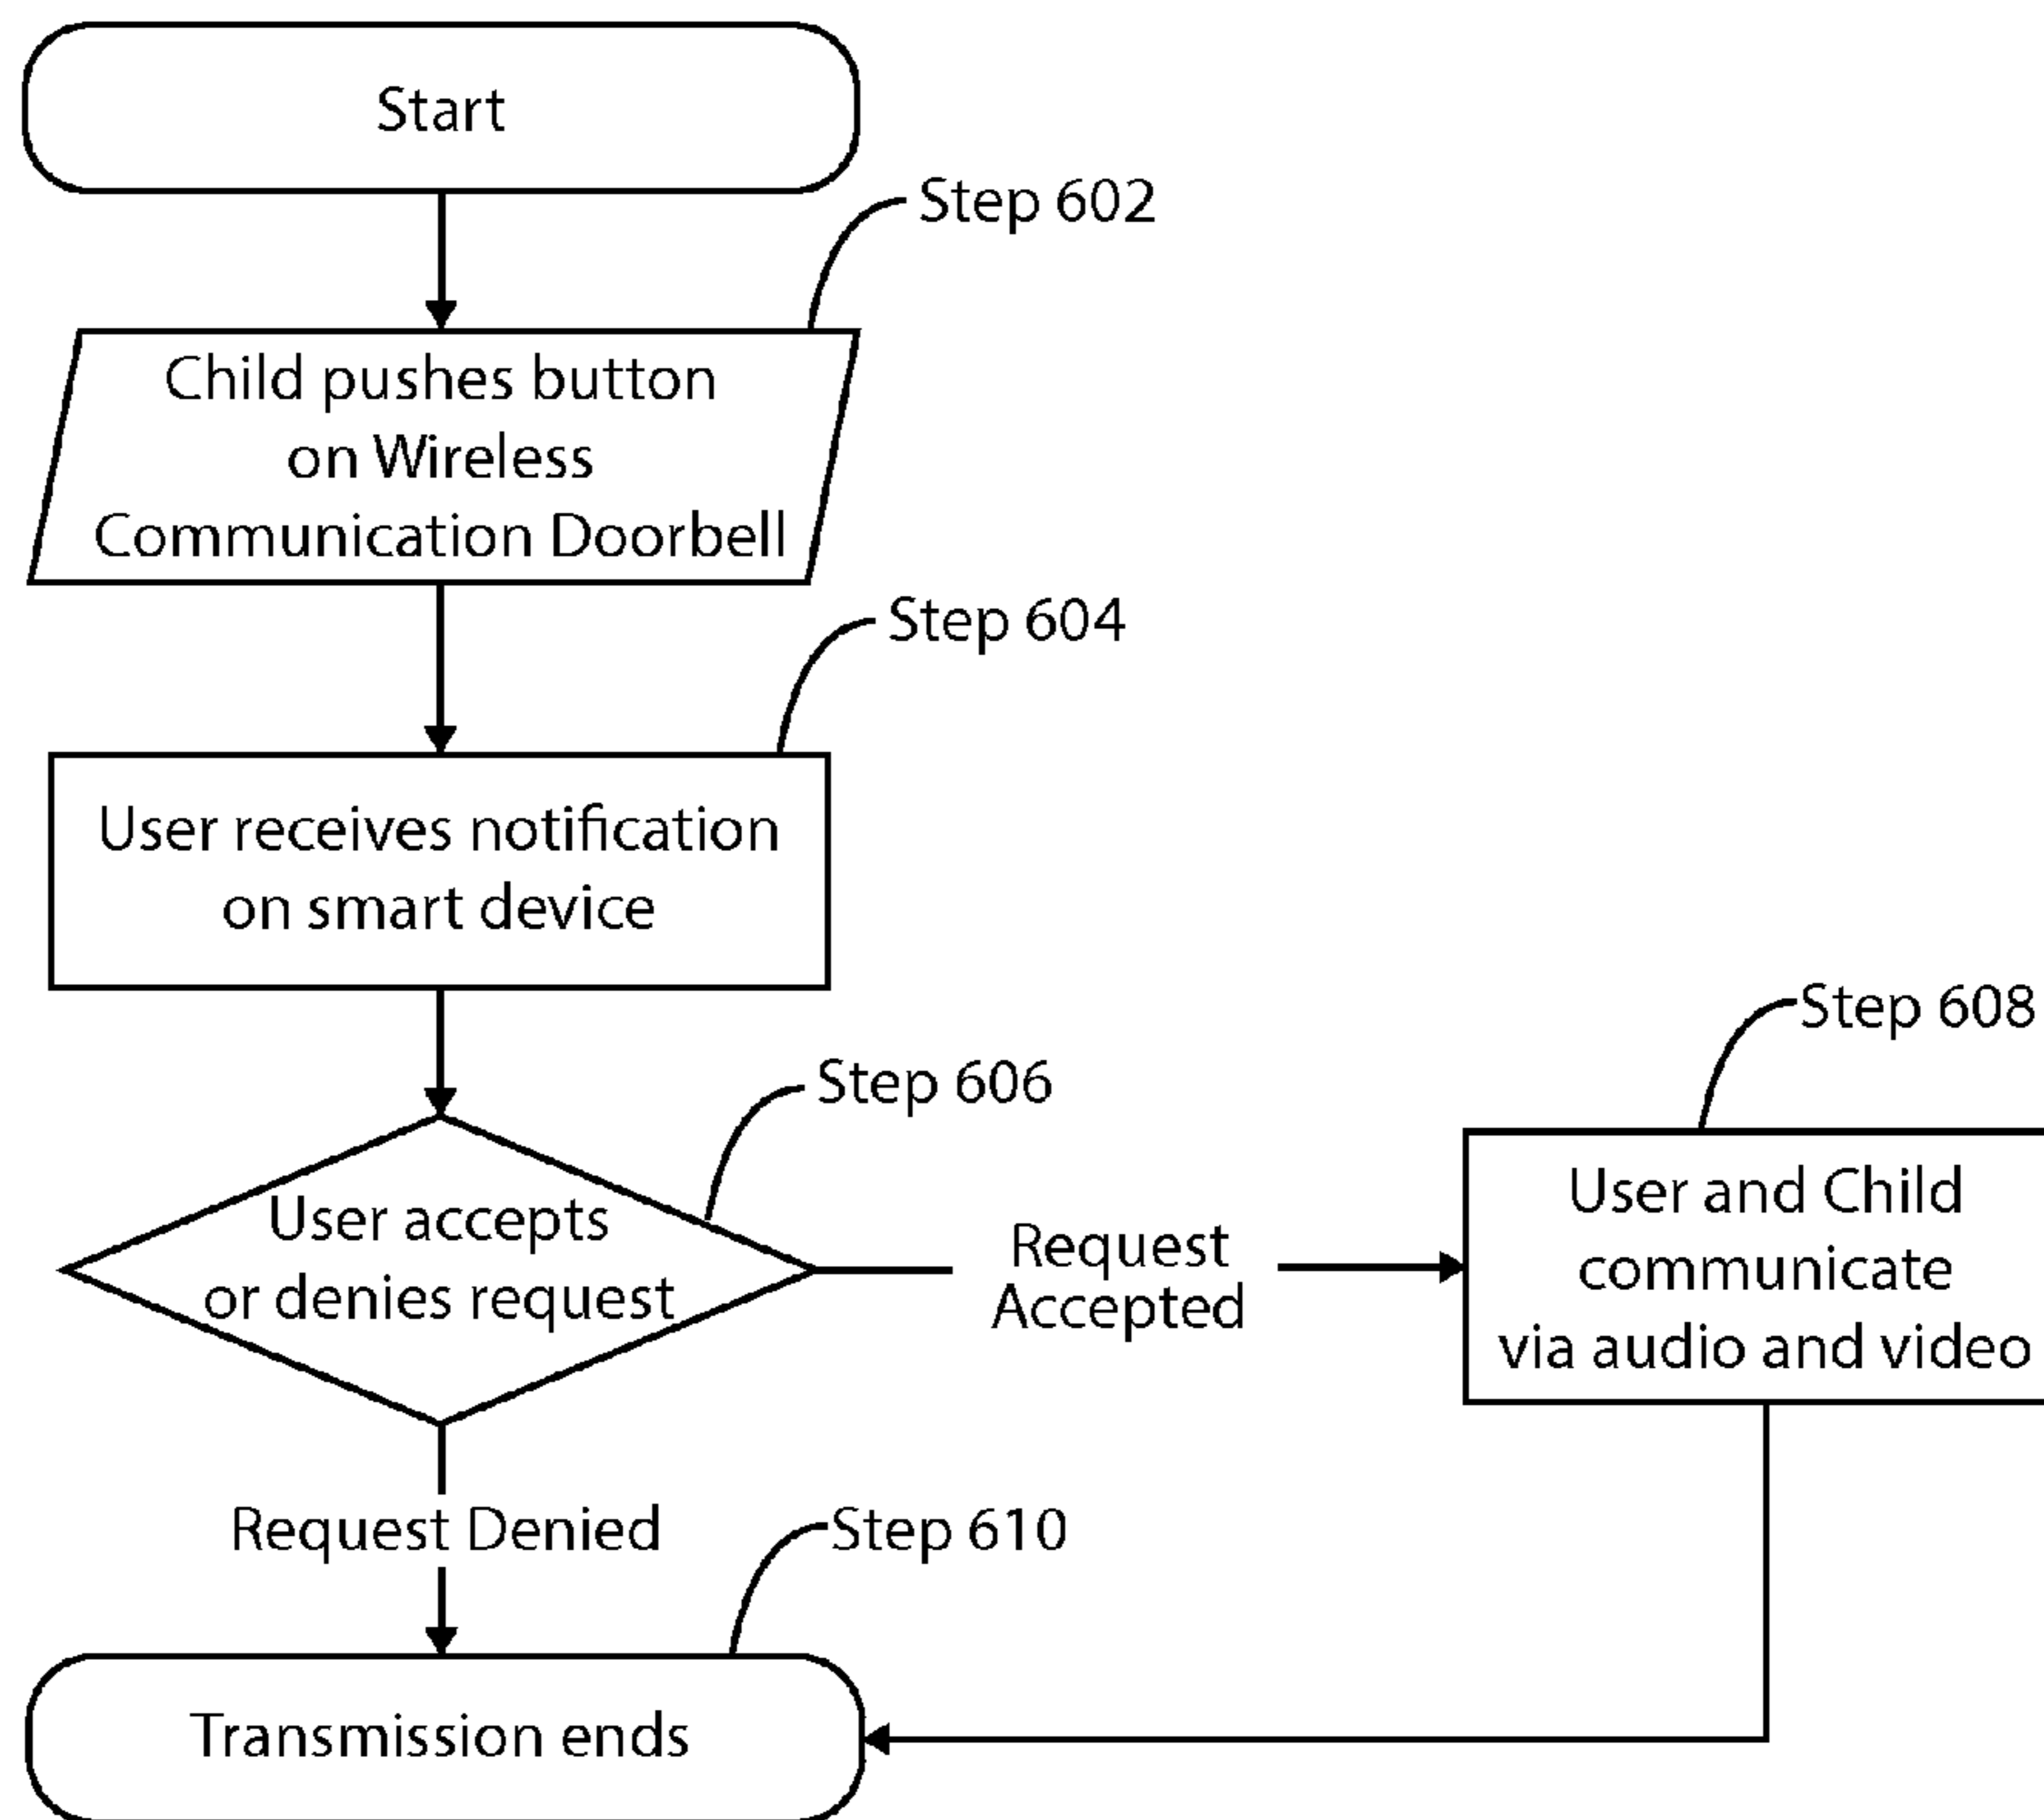 Start
Step 602
Child pushes button
on Wireless
Communication Doorbell
Step 604
User receives notification
on smart device
Step 606
User accepts
or denies request
Request
Accepted
Step 608
User and Child
communicate
via audio and video
Request Denied
Step 610
Transmission ends